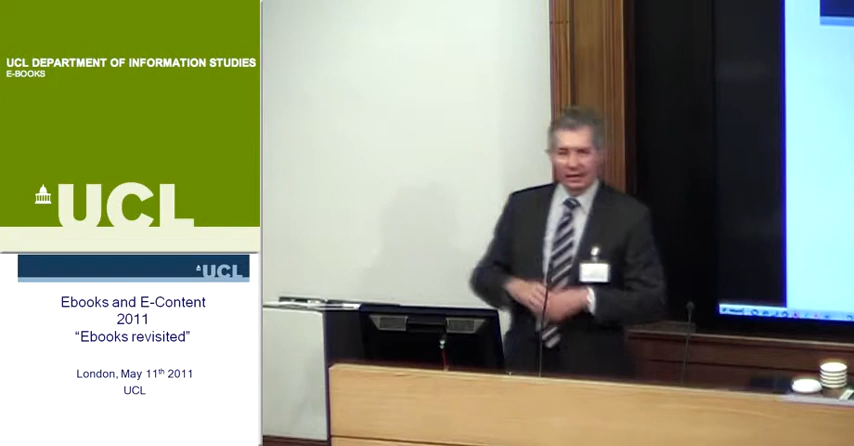 UCL DEPARTMENT OF INFORMATION STUDIES
E-BOOKS
UCL
UCL
Ebooks and E-Content
2011
“Ebooks revisited”
London, May 11th 2011
UCL